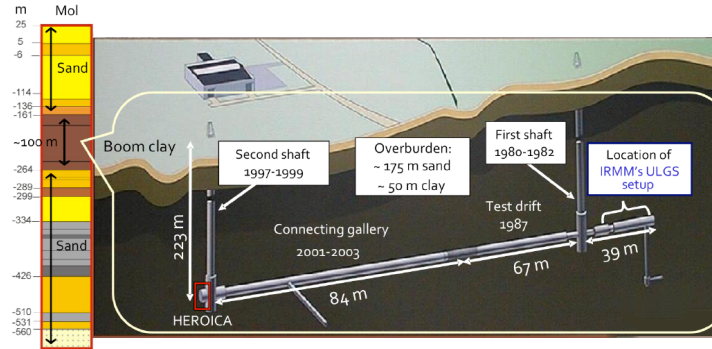 m
Mol
25
5
-6
Sand
-114
-136
-161
~100 m
-264
-289
-299
-334
Sand
-426
-510
-531
-560
Boom clay
223 m
Second shaft
1997-1999
Overburden:
~ 175 m sand
~ 50 m clay
First shaft
1980-1982
Location of
IRMM's ULGS
setup
Connecting gallery
2001-2003
Test drift
1987
84 m
67 m
39 m
HEROICA